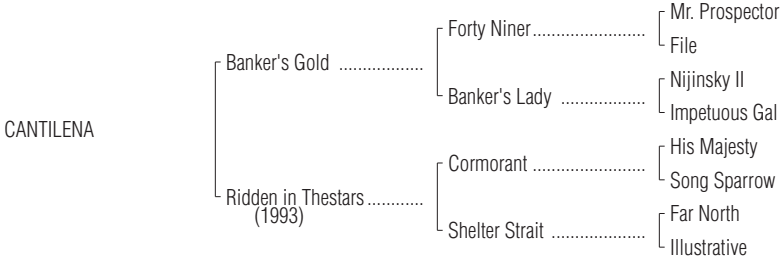 Mr. Prospector
Forty Niner........................
File
Banker's Gold ..................
Nijinsky II
Banker's Lady ..................
Impetuous Gal
CANTILENA
His Majesty
Cormorant ........................
Song Sparrow
Ridden in Thestars............
(1993)
Far North
Shelter Strait ....................
Illustrative